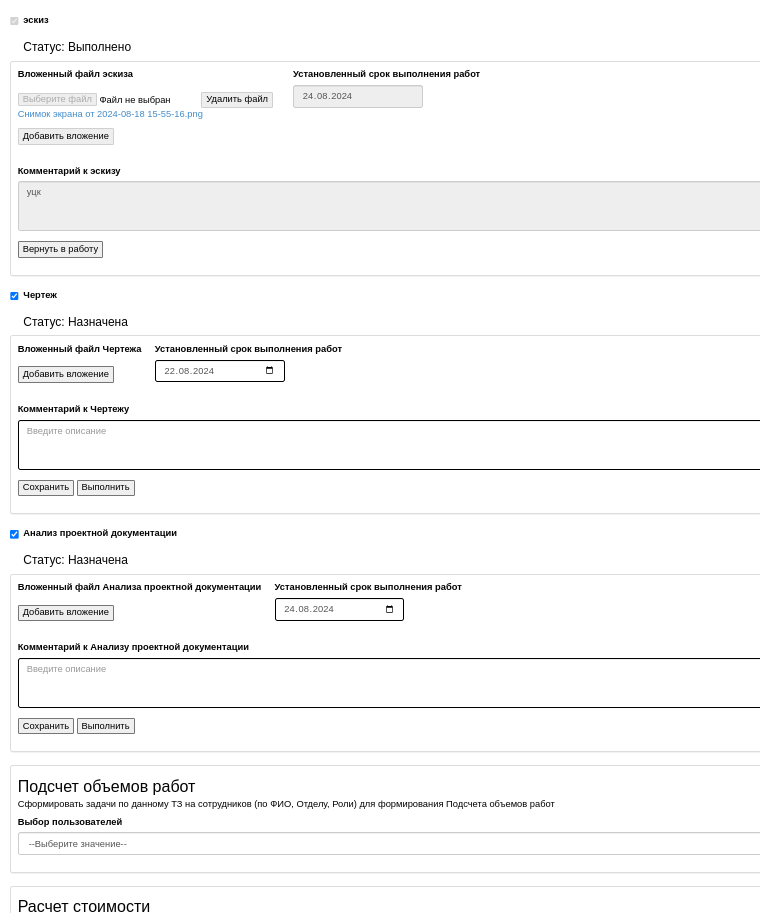 эскиз
Статус: Выполнено
Вложенный файл эскиза Установленный срок выполнения работ
Выберите файл Файл не выбран Удалить файл 24.08.2024
Снимок экрана от 2024-08-18 15-55-16.png
Добавить вложение
Комментарий к эскизу
уцк
Вернуть в работу
Чертеж
Статус: Назначена
Вложенный файл Чертежа Установленный срок выполнения работ
Добавить вложение 22.08.2024
Комментарий к Чертежу
Введите описание
Сохранить Выполнить
Анализ проектной документации
Статус: Назначена
Вложенный файл Анализа проектной документации Установленный срок выполнения работ
Добавить вложение 24.08.2024
Комментарий к Анализу проектной документации
Введите описание
Сохранить Выполнить
Подсчет объемов работ
Сформировать задачи по данному ТЗ на сотрудников (по ФИО, Отделу, Роли) для формирования Подсчета объемов работ
Выбор пользователей
--Выберите значение--
Расчет стоимости